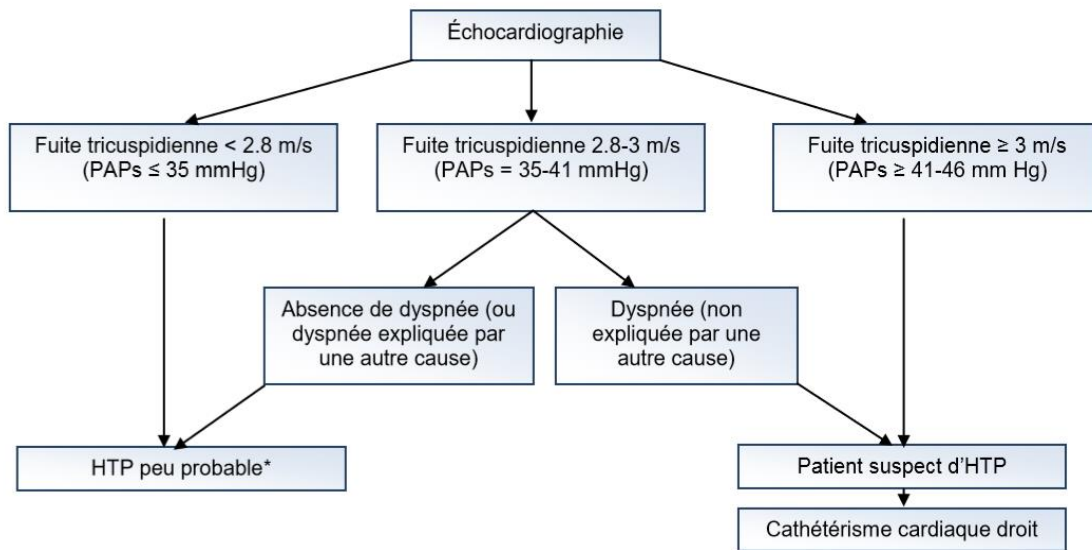 Échocardiographie
Fuite tricuspidienne < 2.8 m/s
(PAPs ≤ 35 mmHg)
Fuite tricuspidienne 2.8-3 m/s
(PAPs = 35-41 mmHg)
Fuite tricuspidienne ≥ 3 m/s
(PAPs ≥ 41-46 mm Hg)
Absence de dyspnée (ou
dyspnée expliquée par
une autre cause)
Dyspnée (non
expliquée par une
autre cause)
HTP peu probable*
Patient suspect d’HTP
Cathétérisme cardiaque droit